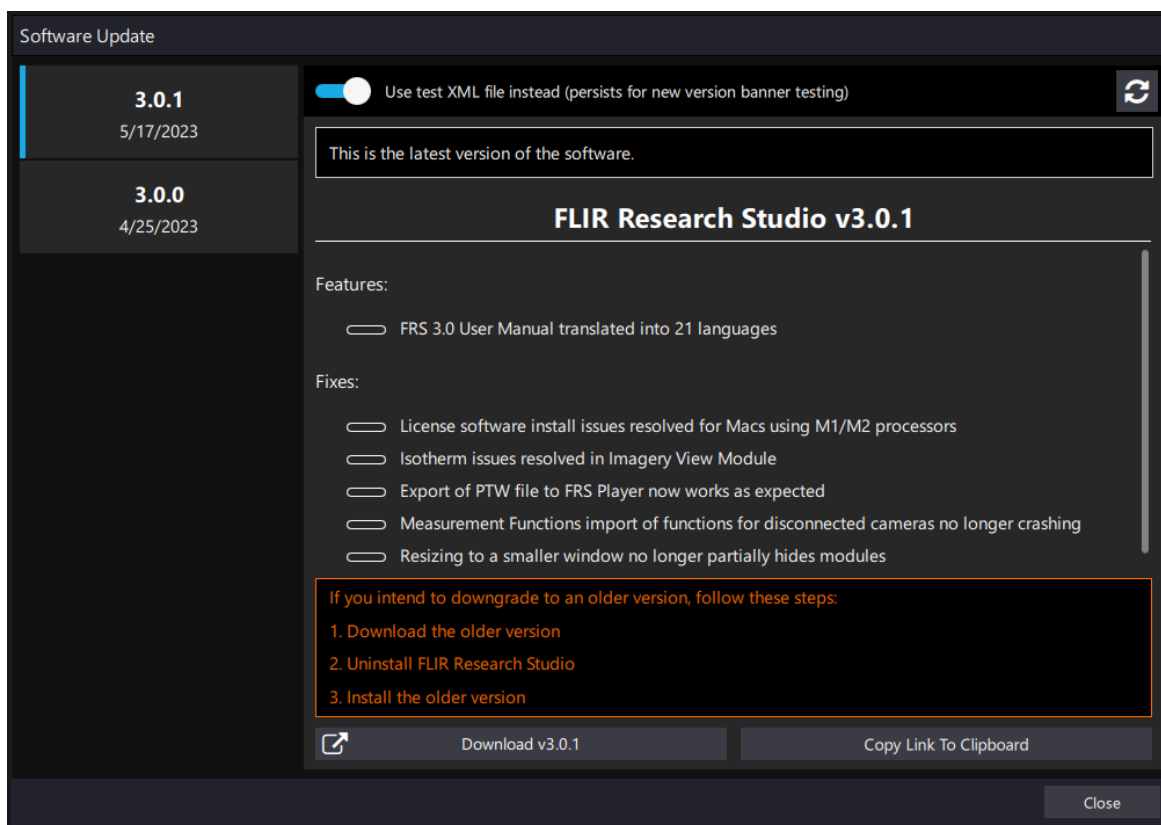 Software Update
3.0.1
5/17/2023
3.0.0
4/25/2023
Use test XML file instead (persists for new version banner testing)
This is the latest version of the software.
FLIR Research Studio v3.0.1
Features:
FRS 3.0 User Manual translated into 21 languages
Fixes:
License software install issues resolved for Macs using M1/M2 processors
Isotherm issues resolved in Imagery View Module
Export of PTW file to FRS Player now works as expected
Measurement Functions import of functions for disconnected cameras no longer crashing
Resizing to a smaller window no longer partially hides modules
If you intend to downgrade to an older version, follow these steps:
1. Download the older version
2. Uninstall FLIR Research Studio
3. Install the older version
Download v3.0.1
Copy Link To Clipboard
Close